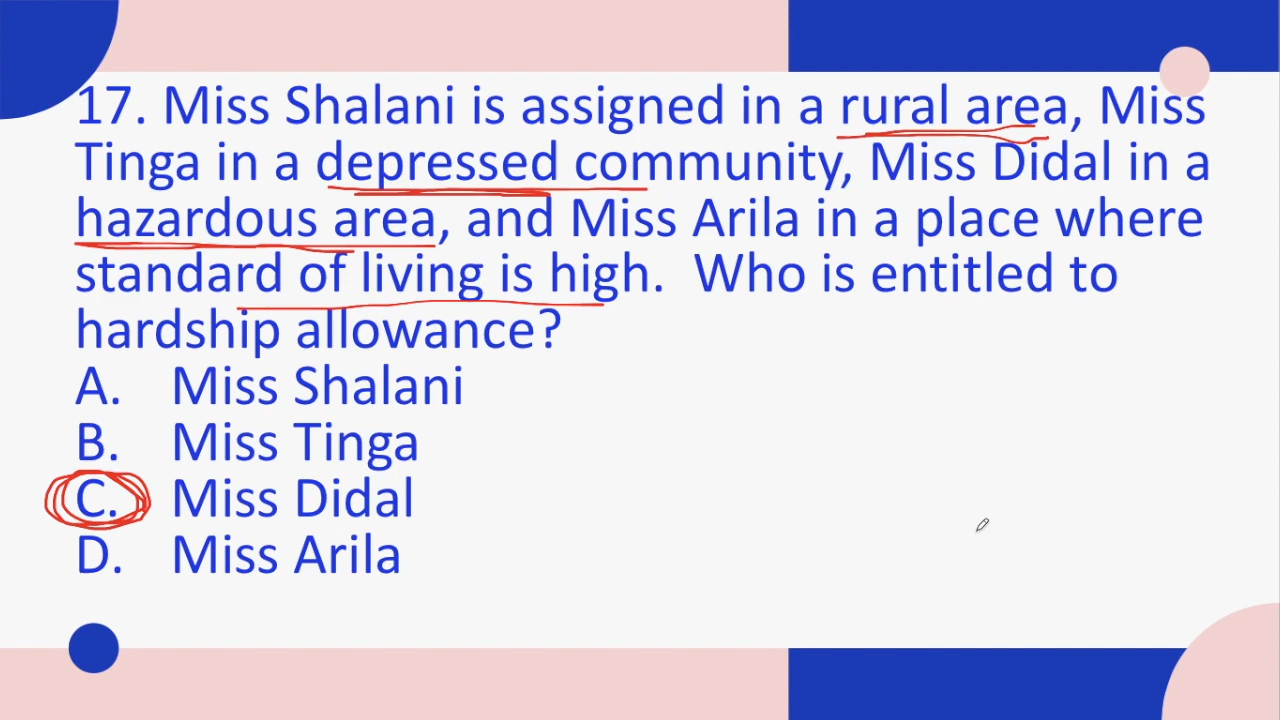 17. Miss Shalani is assigned in a rural area, Miss
Tinga in a depressed community, Miss Didal in a
hazardous area, and Miss Arila in a place where
standard of living is high.  Who is entitled to
hardship allowance?
A. Miss Shalani
B. Miss Tinga
C. Miss Didal
D. Miss Arila